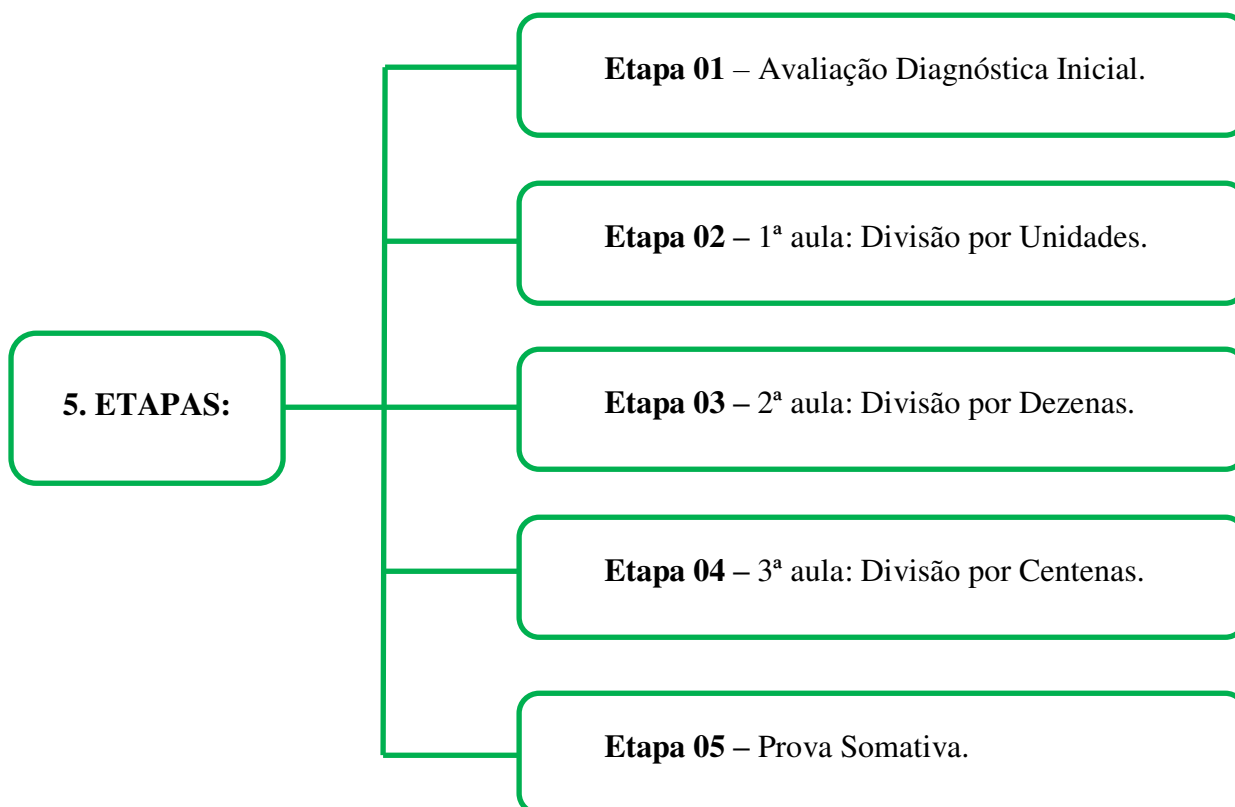 Etapa 01 – Avaliação Diagnóstica Inicial.
Etapa 02 – 1ª aula: Divisão por Unidades.
5. ETAPAS:
Etapa 03 – 2ª aula: Divisão por Dezenas.
Etapa 04 – 3ª aula: Divisão por Centenas.
Etapa 05 – Prova Somativa.